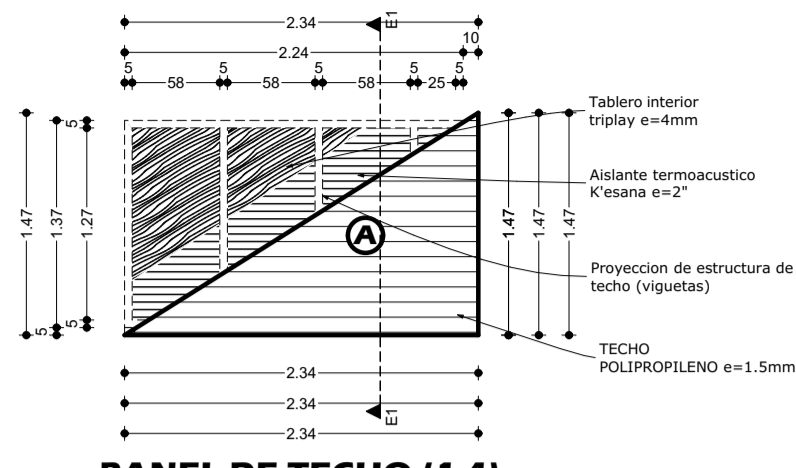 2.34
E1
10
2.24
5
5
5
5
5
58
58
58
25
Tablero interior
triplay e=4mm
Aislante termoacustico
K'esana e=2"
Proyeccion de estructura de
techo (viguetas)
TECHO
POLIPROPILENO e=1.5mm
1.47
1.37
1.27
5
5
5
A
1.47
1.47
1.47
2.34
2.34
2.34
E1
PANEL DE TECHO (1.4)